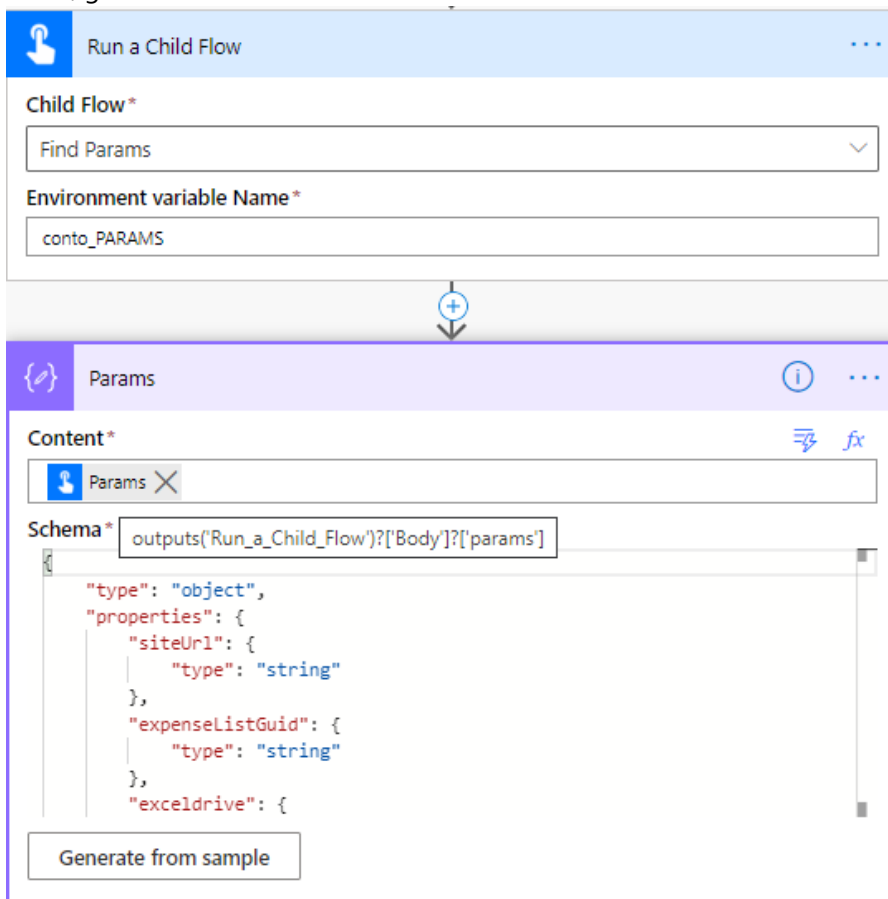 Run a Child Flow
...
Child Flow*
Find Params
Environment variable Name*
conto_PARAMS
Params
...
Content*
fx
Params
Schema*
outputs('Run_a_Child_Flow')?['Body']?['params']
{
"type": "object",
"properties": {
"siteUrl": {
"type": "string"
},
"expenseListGuid": {
"type": "string"
},
"exceldrive": {
Generate from sample